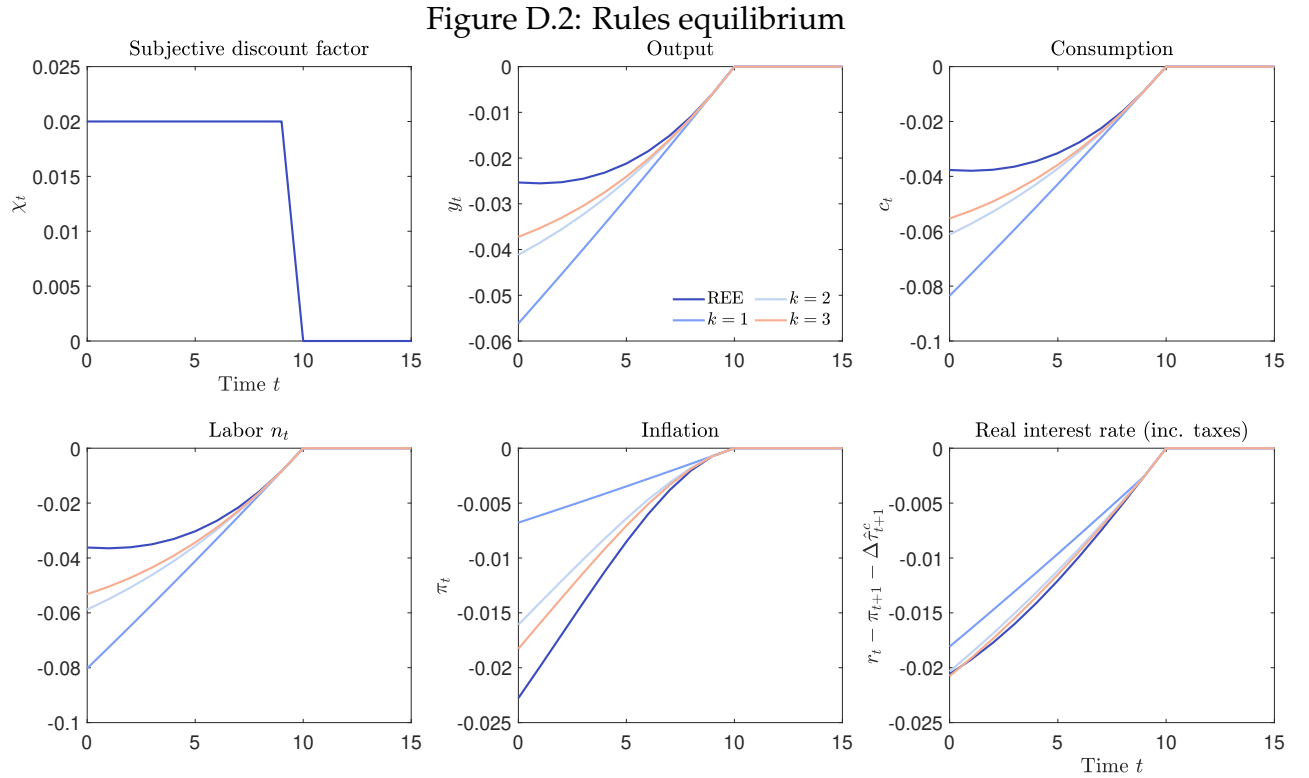 Figure D.2: Rules equilibrium
Subjective discount factor
0.025
0.02
0.015
0.01
0.005
0
χt
0 5 10 15
Time t
Output
0
-0.01
-0.02
-0.03
-0.04
-0.05
-0.06
yt
REE k = 2
k = 1 k = 3
0 5 10 15
Consumption
0
-0.02
-0.04
-0.06
-0.08
-0.1
ct
0 5 10 15
Labor nt
0
-0.02
-0.04
-0.06
-0.08
-0.1
0 5 10 15
Inflation
0
-0.005
-0.01
-0.015
-0.02
-0.025
πt
0 5 10 15
Real interest rate (inc. taxes)
0
-0.005
-0.01
-0.015
-0.02
-0.025
rt − πt+1 − Δτ̂ct+1
0 5 10 15
Time t